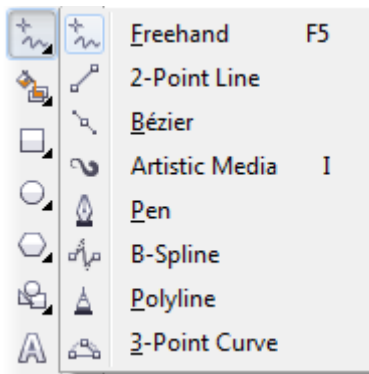 Freehand F5
2-Point Line
Bézier
Artistic Media I
Pen
B-Spline
Polyline
3-Point Curve